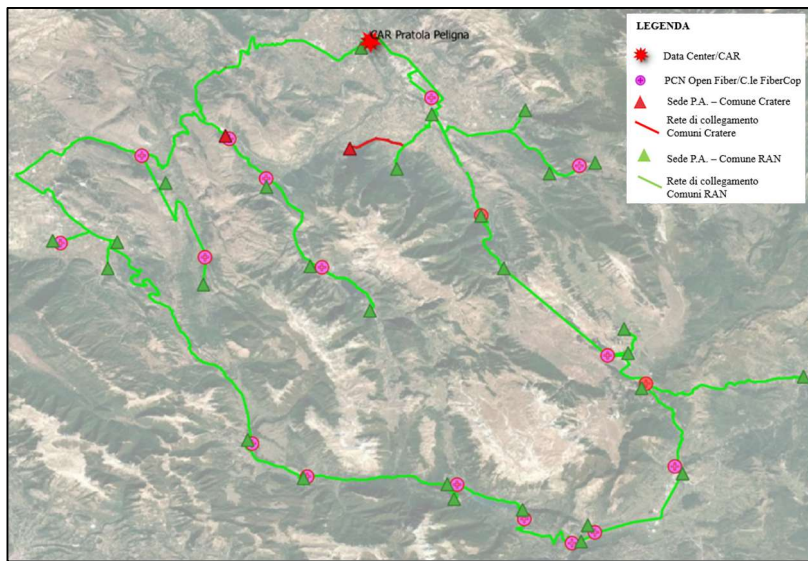 CAR Pratola Peligna
LEGENDA
Data Center/CAR
PCN Open Fiber/C.le FiberCop
Sede P.A. – Comune Cratere
Rete di collegamento
Comuni Cratere
Sede P.A. – Comune RAN
Rete di collegamento
Comuni RAN